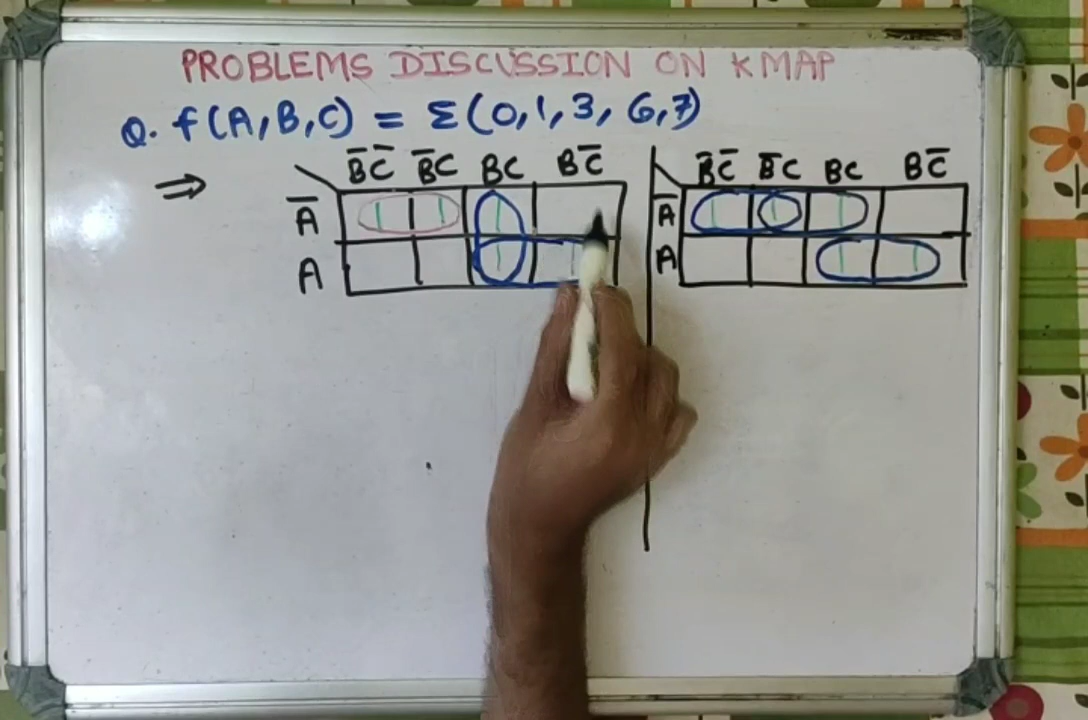 PROBLEMS DISCUSSION ON K MAP
Q. f(A,B,C) = Σ(0,1,3,6,7)
⇒ B̅C̅ B̅C BC BC̅
A̅ 1 1 1
A 1 1
B̅C̅ B̅C BC BC̅
A̅ 1 1 1
A 1 1